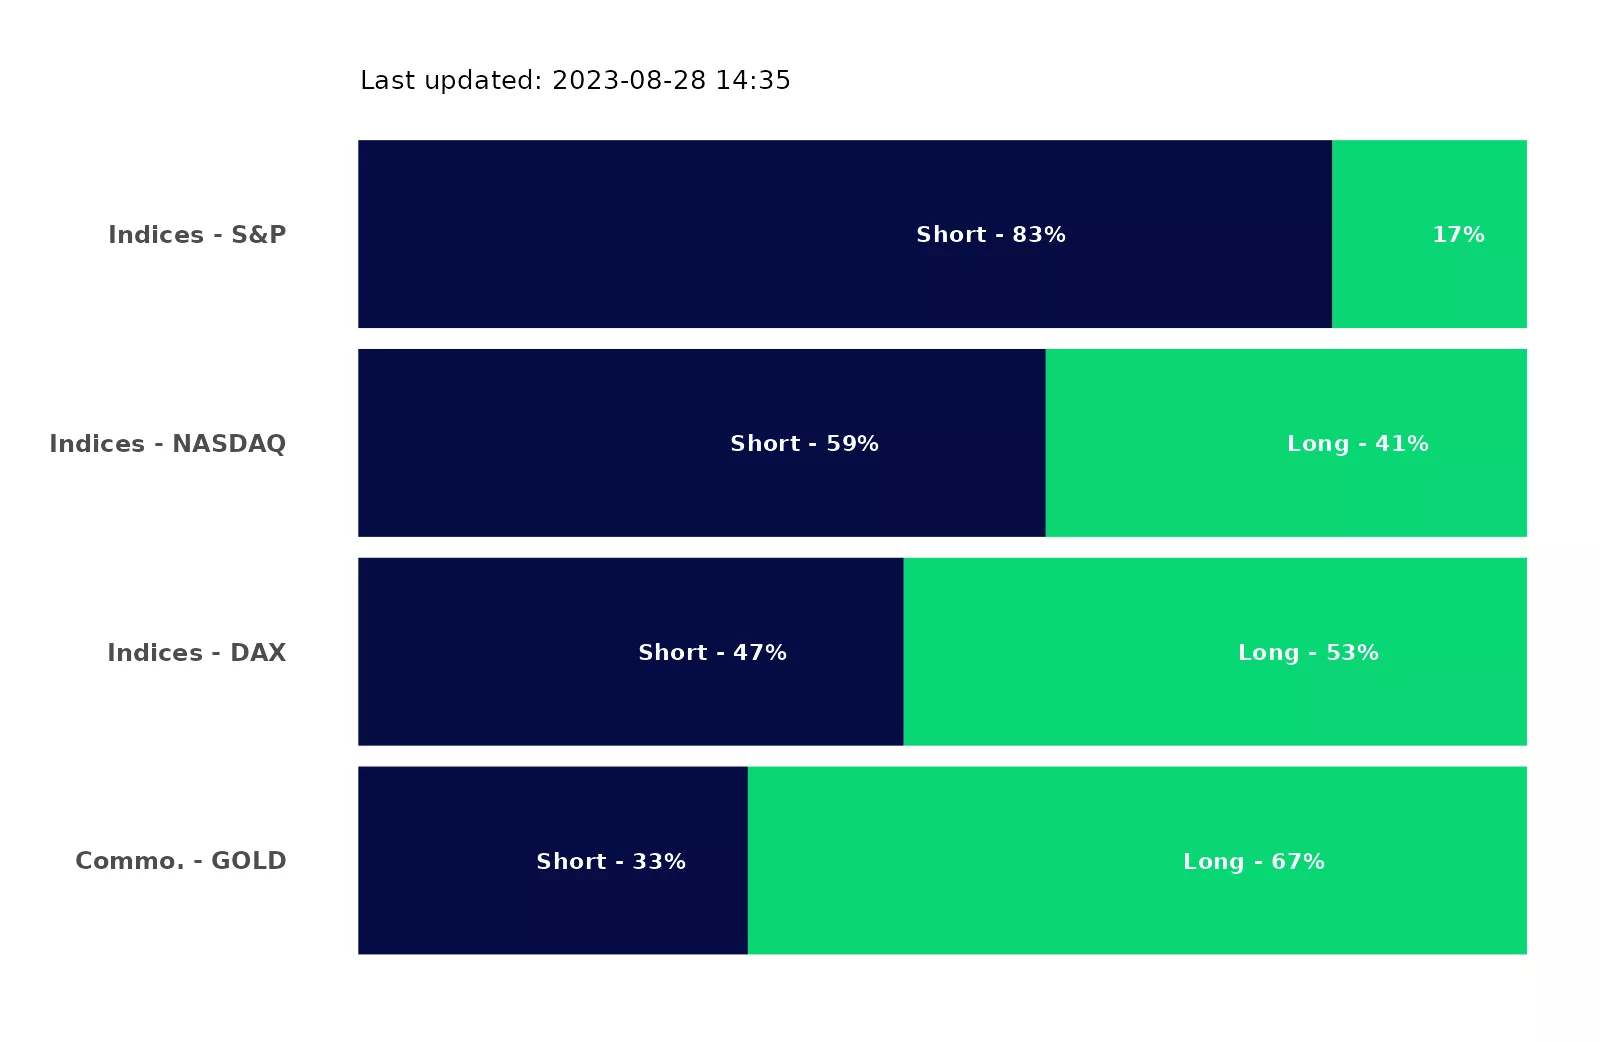 Last updated: 2023-08-28 14:35
Indices - S&P Short - 83% 17%
Indices - NASDAQ Short - 59% Long - 41%
Indices - DAX Short - 47% Long - 53%
Commo. - GOLD Short - 33% Long - 67%